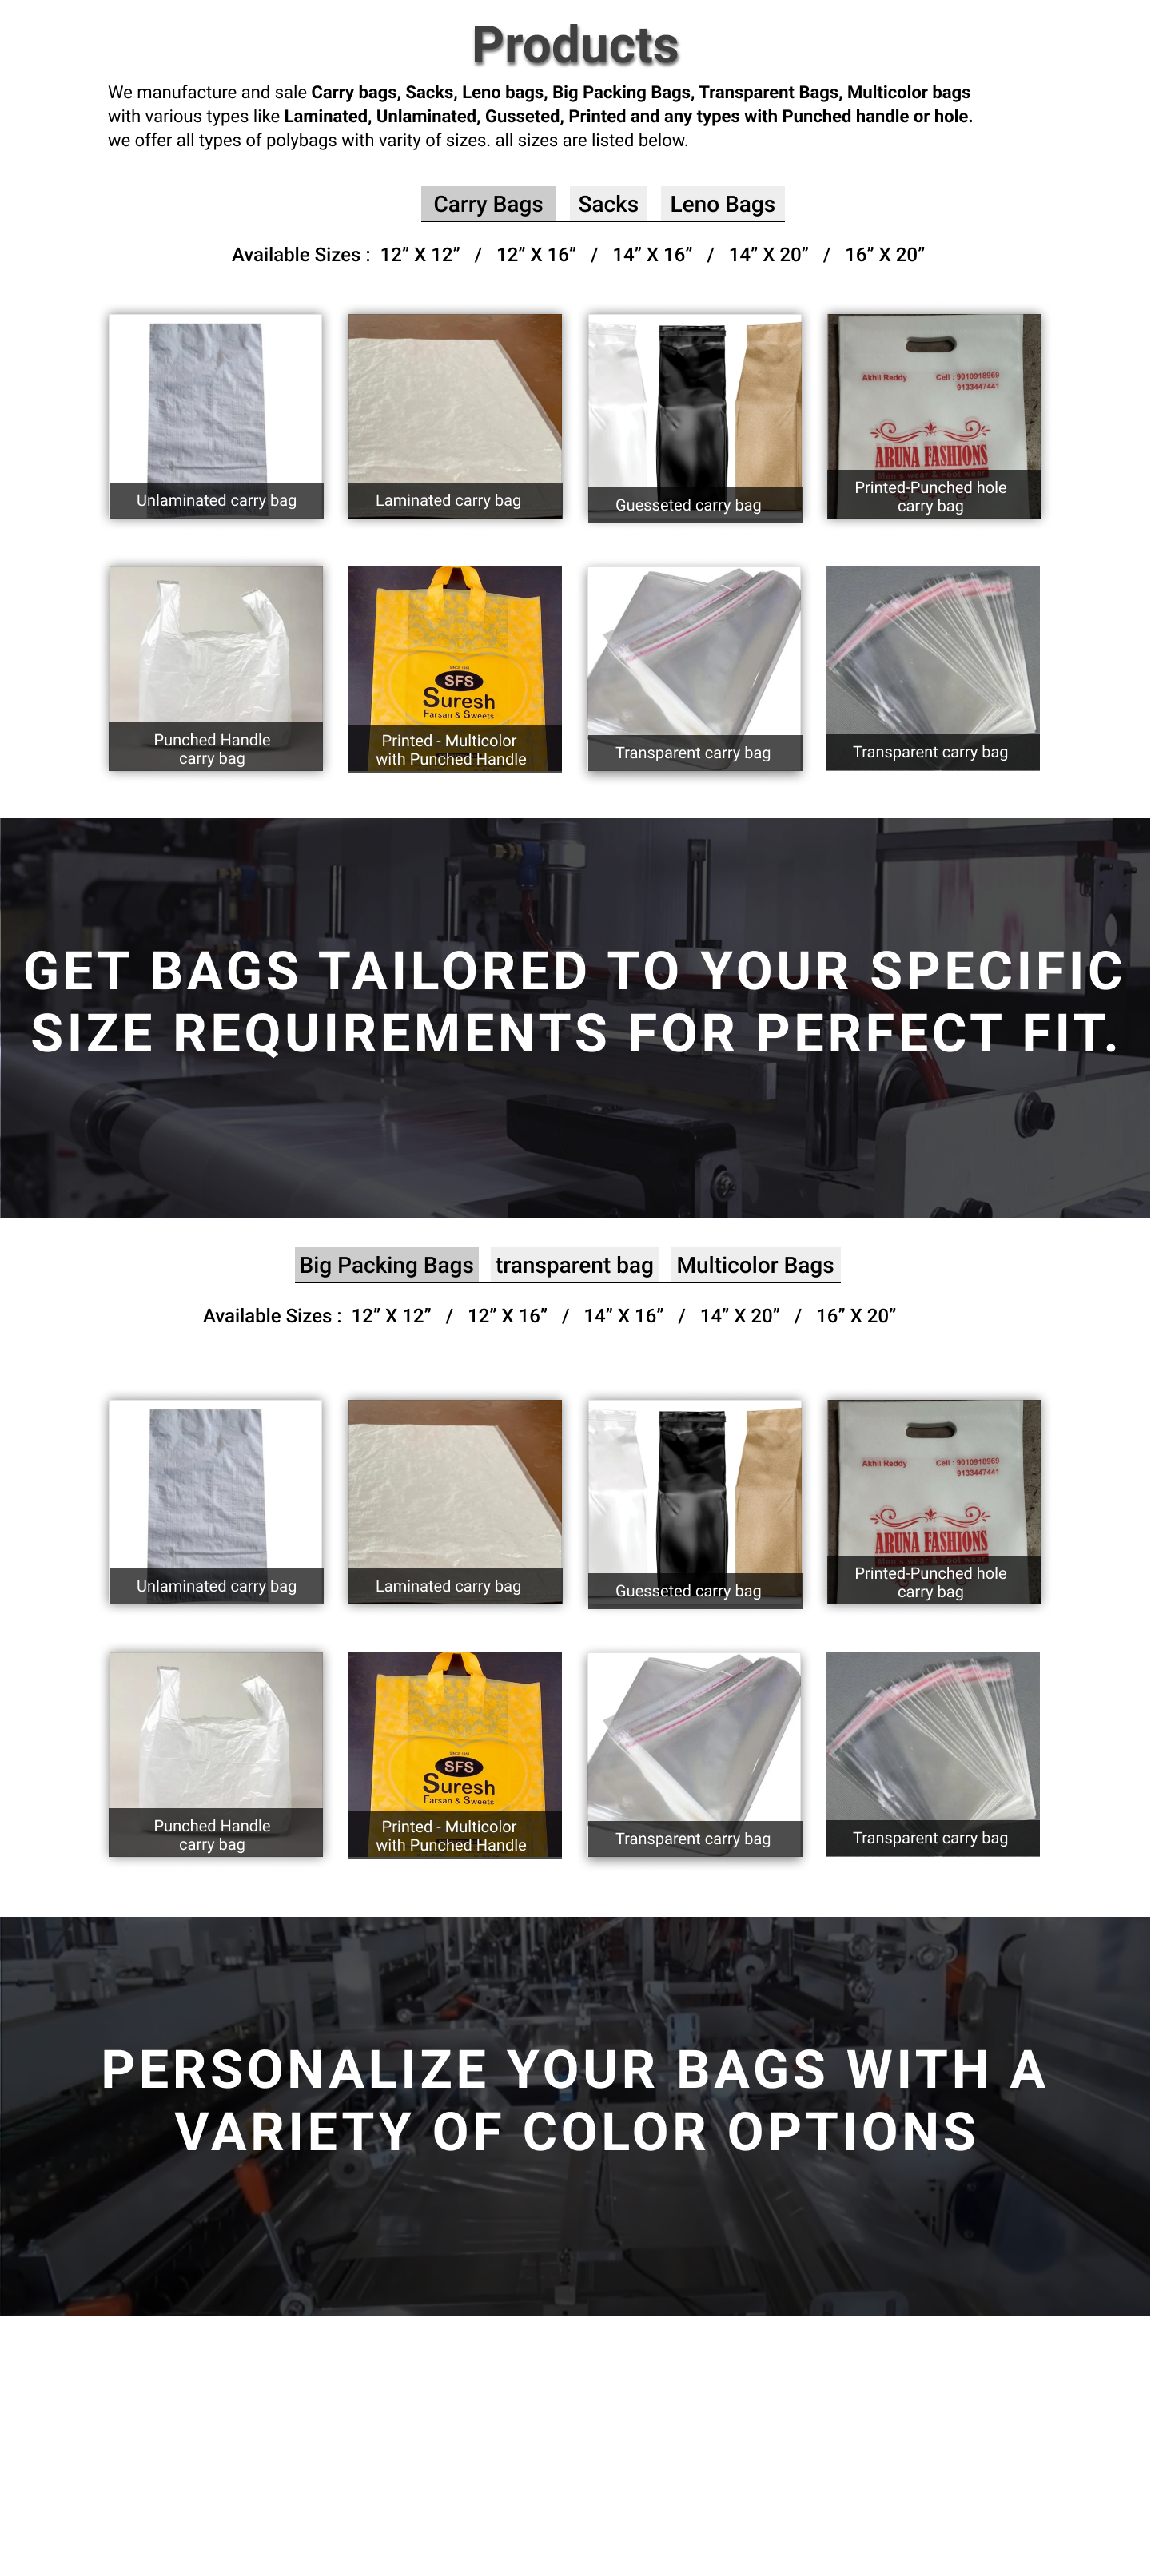 Products
We manufacture and sale Carry bags, Sacks, Leno bags, Big Packing Bags, Transparent Bags, Multicolor bags
with various types like Laminated, Unlaminated, Gusseted, Printed and any types with Punched handle or hole.
we offer all types of polybags with varity of sizes. all sizes are listed below.
Carry Bags Sacks Leno Bags
Available Sizes : 12” X 12” / 12” X 16” / 14” X 16” / 14” X 20” / 16” X 20”
Unlaminated carry bag
Laminated carry bag
Guesseted carry bag
Akhil Reddy Cell : 9010918969
9133447441
ARUNA FASHIONS
Men's wear & Foot wear
Printed-Punched hole
carry bag
Punched Handle
carry bag
SINCE 1951
SFS
Suresh
Farsan & Sweets
Printed - Multicolor
with Punched Handle
Transparent carry bag
Transparent carry bag
GET BAGS TAILORED TO YOUR SPECIFIC
SIZE REQUIREMENTS FOR PERFECT FIT.
Big Packing Bags transparent bag Multicolor Bags
Available Sizes : 12” X 12” / 12” X 16” / 14” X 16” / 14” X 20” / 16” X 20”
Unlaminated carry bag
Laminated carry bag
Guesseted carry bag
Akhil Reddy Cell : 9010918969
9133447441
ARUNA FASHIONS
Men's wear & Foot wear
Printed-Punched hole
carry bag
Punched Handle
carry bag
SFS
Suresh
Farsan & Sweets
Printed - Multicolor
with Punched Handle
Transparent carry bag
Transparent carry bag
PERSONALIZE YOUR BAGS WITH A
VARIETY OF COLOR OPTIONS